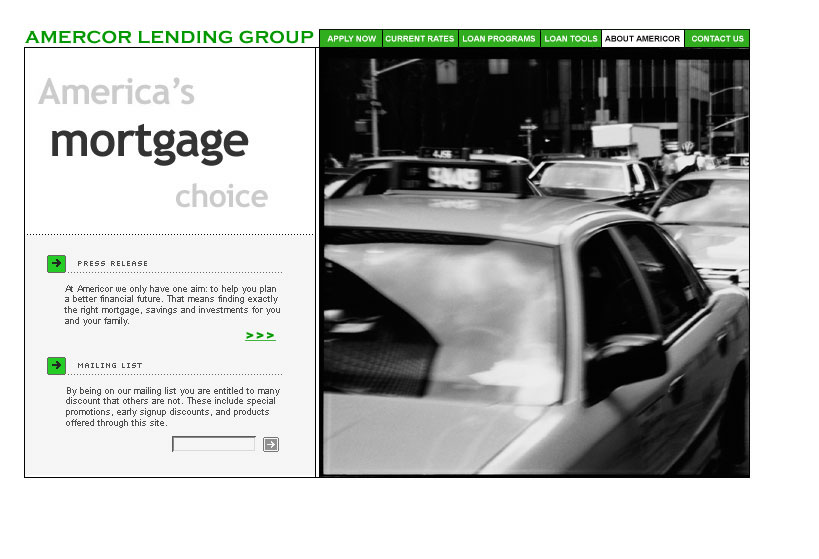 AMERCOR LENDING GROUP
APPLY NOW
CURRENT RATES
LOAN PROGRAMS
LOAN TOOLS
ABOUT AMERICOR
CONTACT US
America's
mortgage
choice
PRESS RELEASE
At Americor we only have one aim: to help you plan
a better financial future. That means finding exactly
the right mortgage, savings and investments for you
and your family.
>>>
MAILING LIST
By being on our mailing list you are entitled to many
discount that others are not. These include special
promotions, early signup discounts, and products
offered through this site.